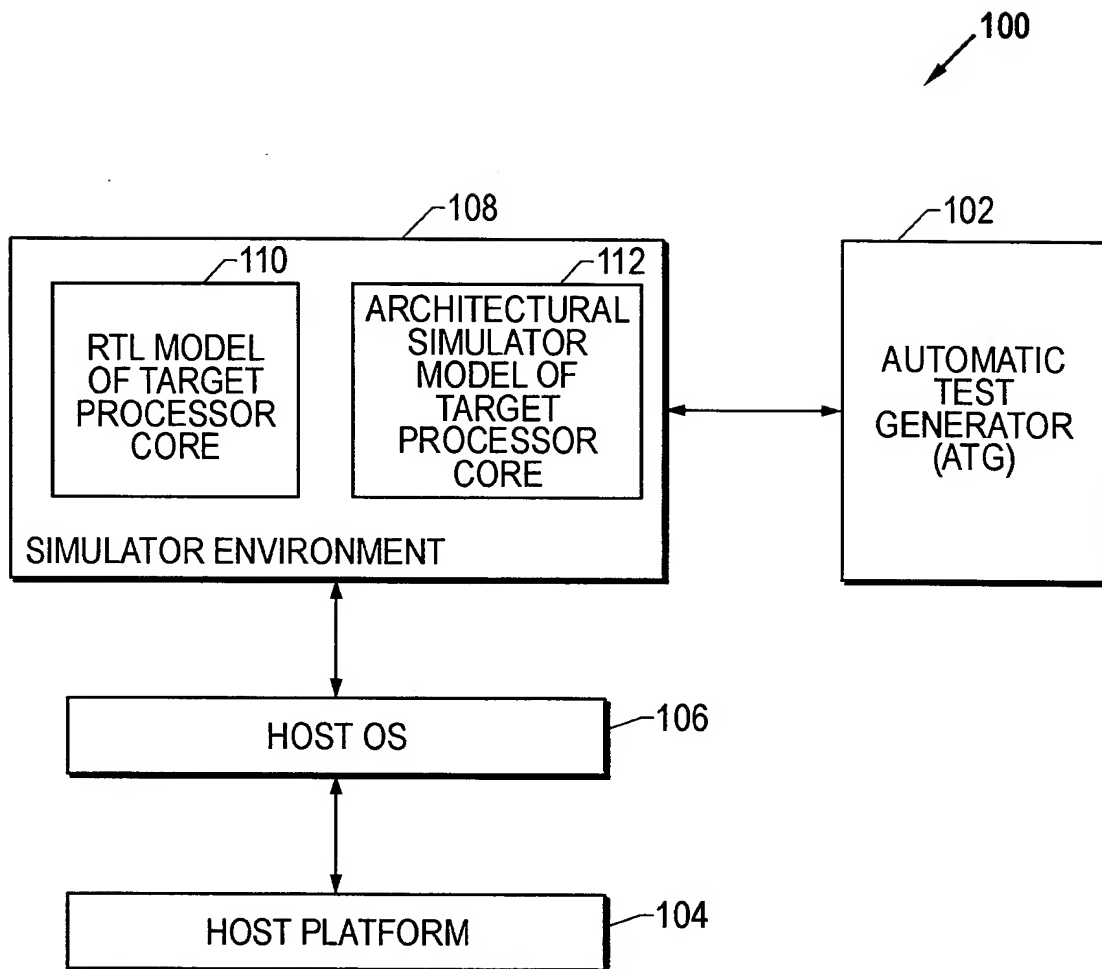 100
108
102
110
112
RTL MODEL
OF TARGET
PROCESSOR
CORE
ARCHITECTURAL
SIMULATOR
MODEL OF
TARGET
PROCESSOR
CORE
SIMULATOR ENVIRONMENT
AUTOMATIC
TEST
GENERATOR
(ATG)
HOST OS
106
HOST PLATFORM
104